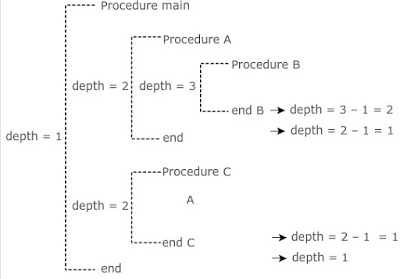 Procedure main
Procedure A
Procedure B
depth = 2 depth = 3
end B → depth = 3 – 1 = 2
→ depth = 2 – 1 = 1
depth = 1
end
Procedure C
A
depth = 2
→ depth = 2 – 1 = 1
end C
→ depth = 1
end